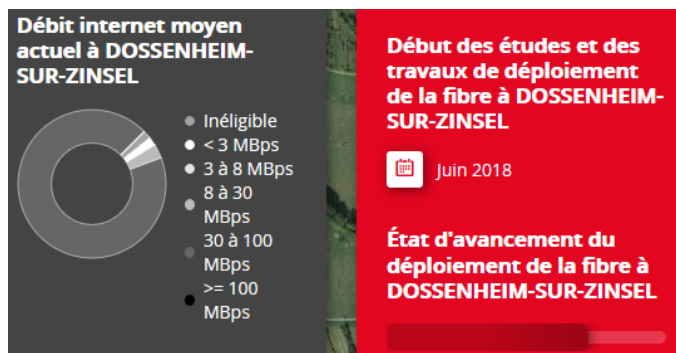 Débit internet moyen
actuel à DOSSENHEIM-
SUR-ZINSEL
Inéligible
< 3 MBps
3 à 8 MBps
8 à 30
MBps
30 à 100
MBps
>= 100
MBps
Début des études et des
travaux de déploiement
de la fibre à DOSSENHEIM-
SUR-ZINSEL
Juin 2018
État d'avancement du
déploiement de la fibre à
DOSSENHEIM-SUR-ZINSEL